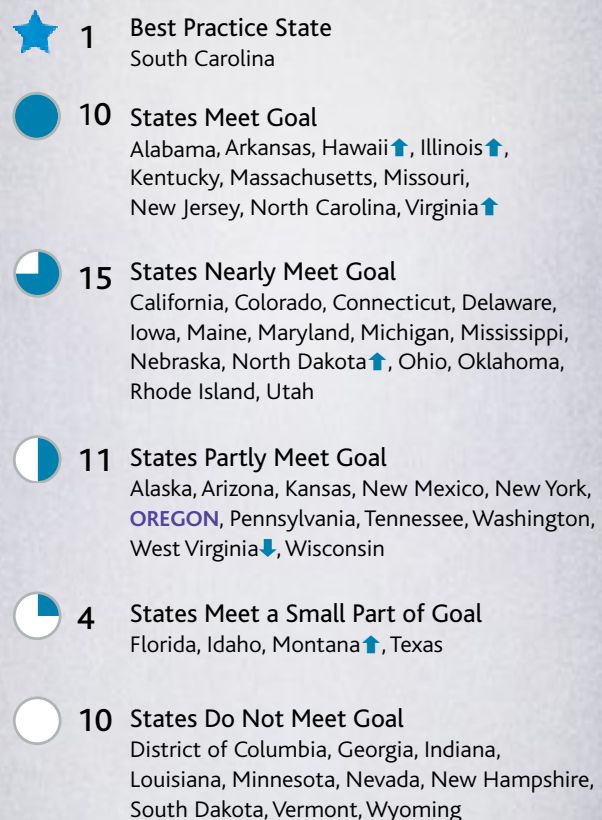 1 Best Practice State
South Carolina
10 States Meet Goal
Alabama, Arkansas, Hawaii⬆, Illinois⬆,
Kentucky, Massachusetts, Missouri,
New Jersey, North Carolina, Virginia⬆
15 States Nearly Meet Goal
California, Colorado, Connecticut, Delaware,
Iowa, Maine, Maryland, Michigan, Mississippi,
Nebraska, North Dakota⬆, Ohio, Oklahoma,
Rhode Island, Utah
11 States Partly Meet Goal
Alaska, Arizona, Kansas, New Mexico, New York,
OREGON, Pennsylvania, Tennessee, Washington,
West Virginia⬇, Wisconsin
4 States Meet a Small Part of Goal
Florida, Idaho, Montana⬆, Texas
10 States Do Not Meet Goal
District of Columbia, Georgia, Indiana,
Louisiana, Minnesota, Nevada, New Hampshire,
South Dakota, Vermont, Wyoming